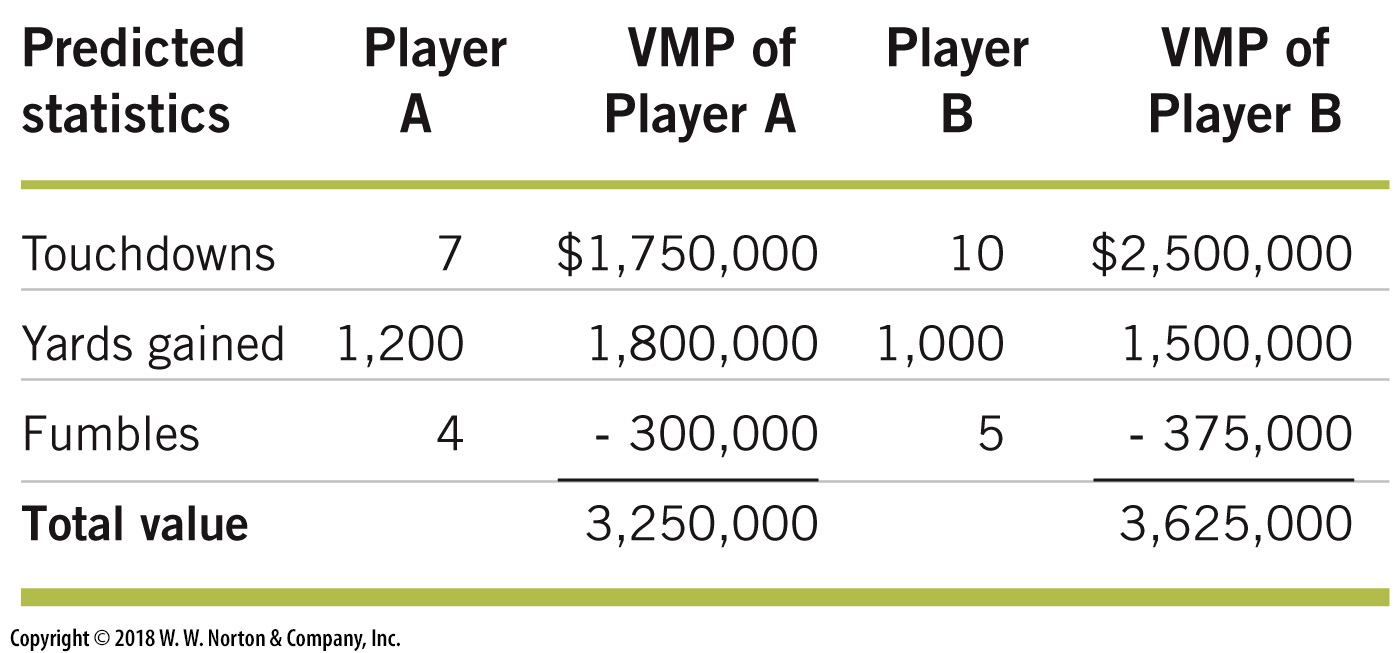 Predicted statistics Player A VMP of Player A Player B VMP of Player B
Touchdowns 7 $1,750,000 10 $2,500,000
Yards gained 1,200 1,800,000 1,000 1,500,000
Fumbles 4 - 300,000 5 - 375,000
Total value 3,250,000 3,625,000
Copyright © 2018 W. W. Norton & Company, Inc.